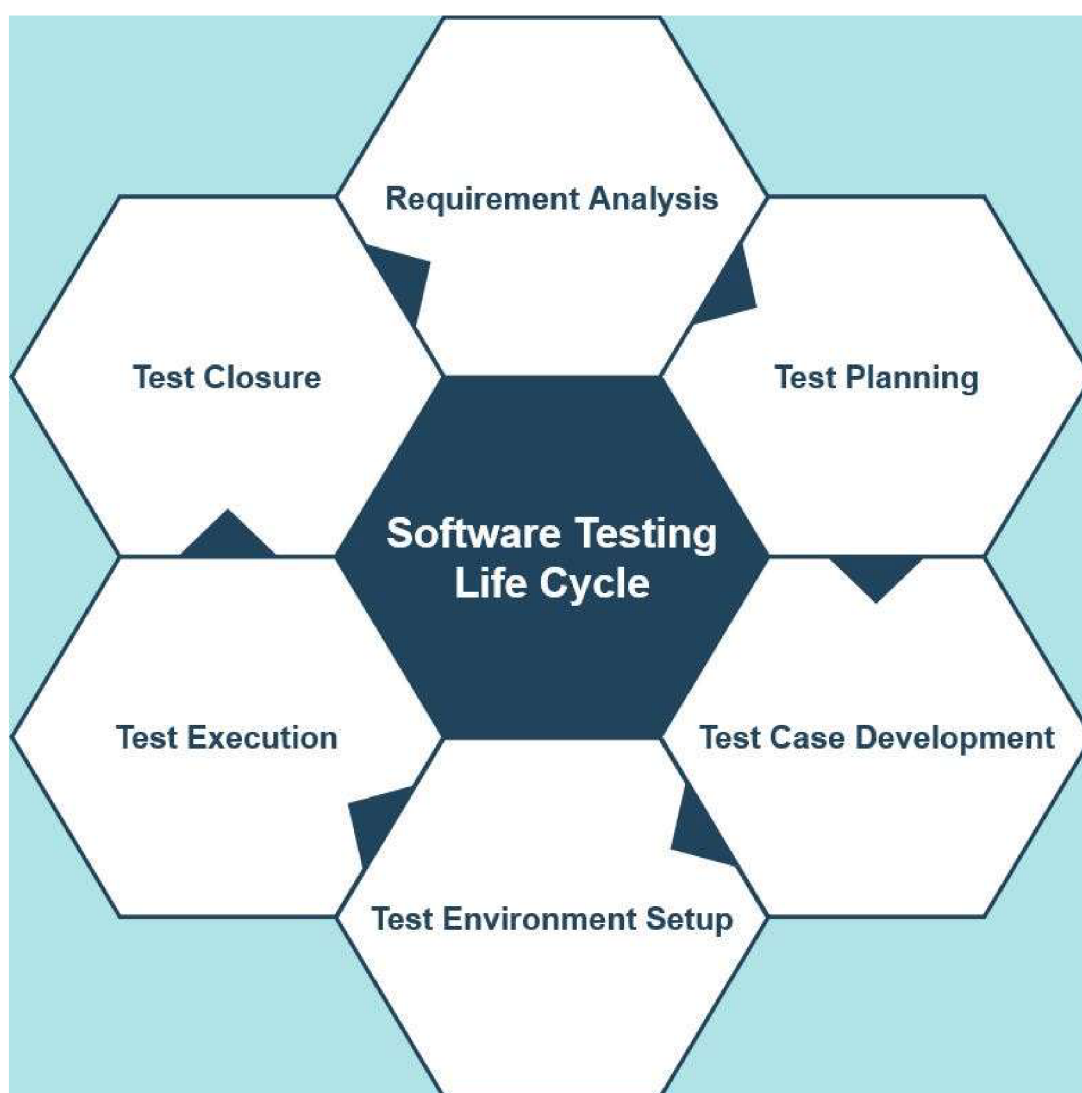 Requirement Analysis
Test Planning
Test Case Development
Test Environment Setup
Test Execution
Test Closure
Software Testing
Life Cycle